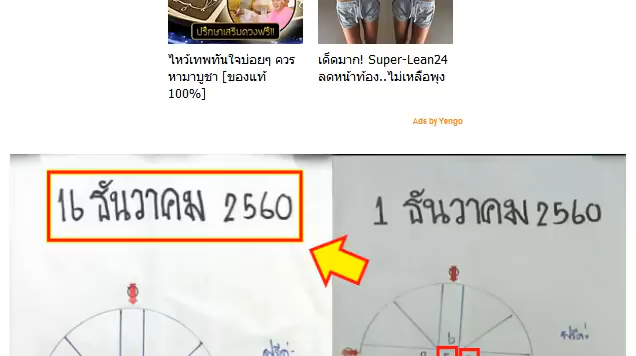 ปรึกษาเสริมดวงฟรี!!
ไหว้เทพทันใจบ่อยๆ ควร
หามาบูชา [ของแท้
100%]
เด็ดมาก! Super-Lean24
ลดหน้าท้อง..ไม่เหลือพุง
Ads by Yengo
16 ธันวาคม 2560
1 ธันวาคม 2560
6